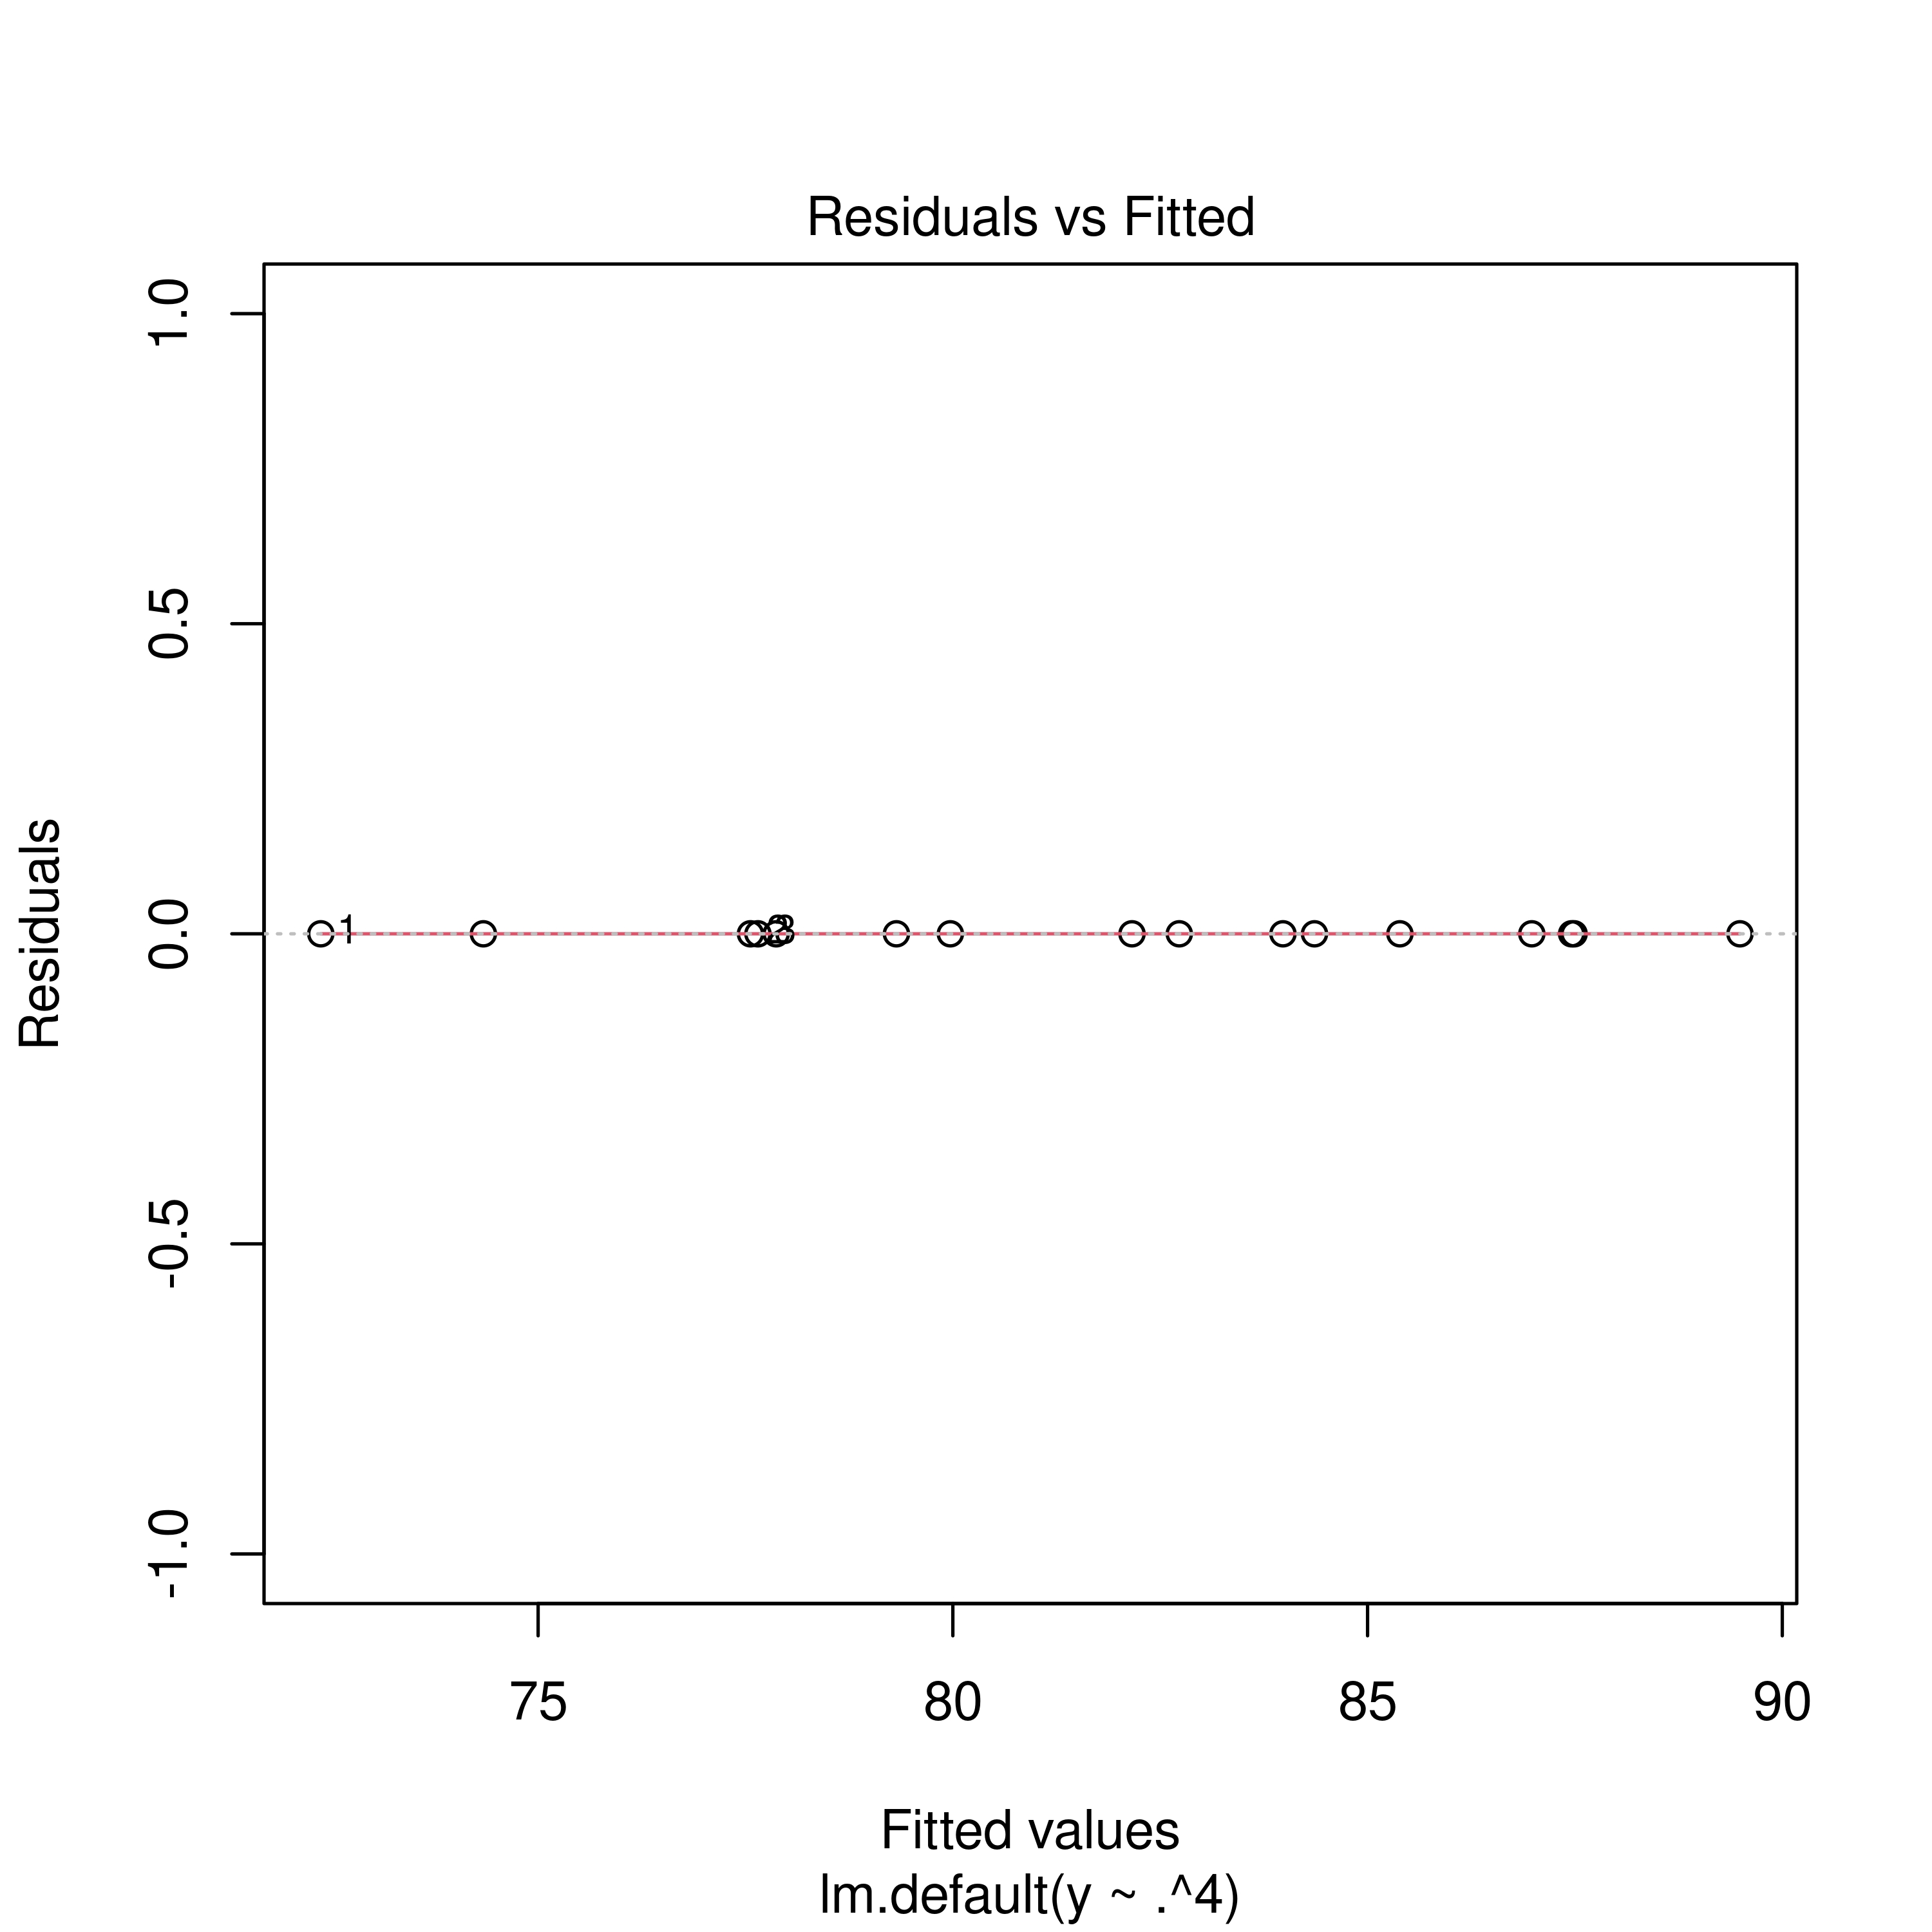 Residuals vs Fitted
1.0
0.5
0.0
-0.5
-1.0
Residuals
1
3
75 80 85 90
Fitted values
lm.default(y ~ .^4)